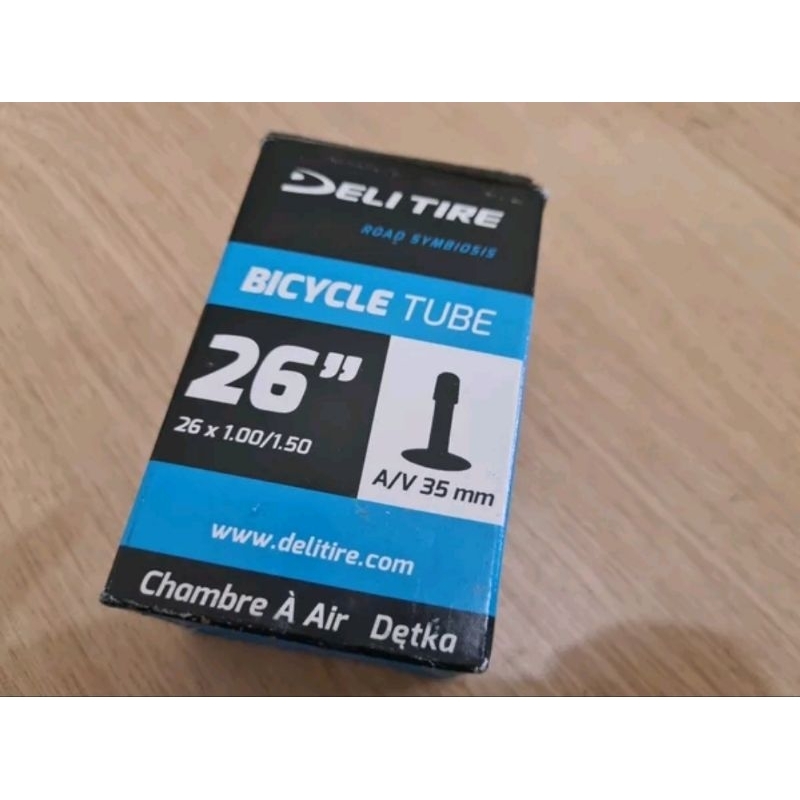 DELI TIRE
ROAD SYMBIOSIS
BICYCLE TUBE
26”
26 x 1.00/1.50
A/V 35 mm
www.delitire.com
Chambre À Air Dętka